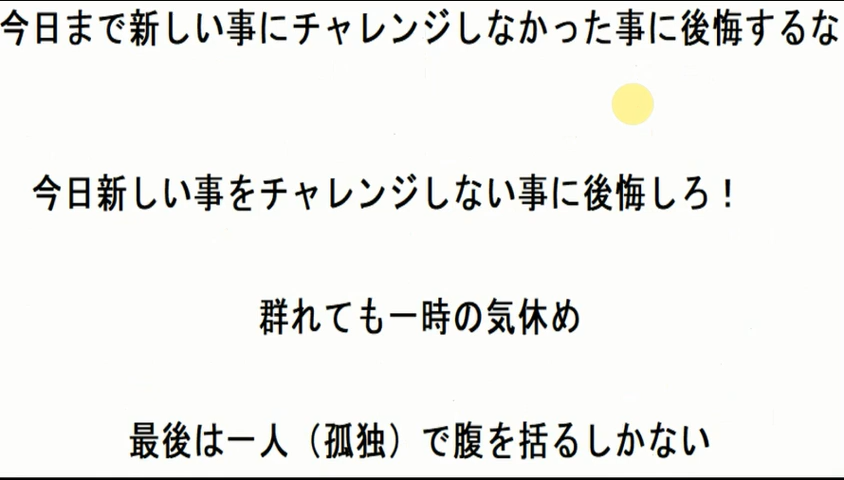 今日まで新しい事にチャレンジしなかった事に後悔するな
今日新しい事をチャレンジしない事に後悔しろ！
群れても一時の気休め
最後は一人（孤独）で腹を括るしかない